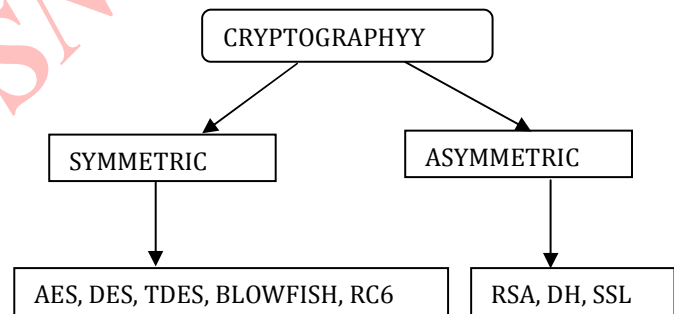 CRYPTOGRAPHYY
SYMMETRIC
ASYMMETRIC
AES, DES, TDES, BLOWFISH, RC6
RSA, DH, SSL